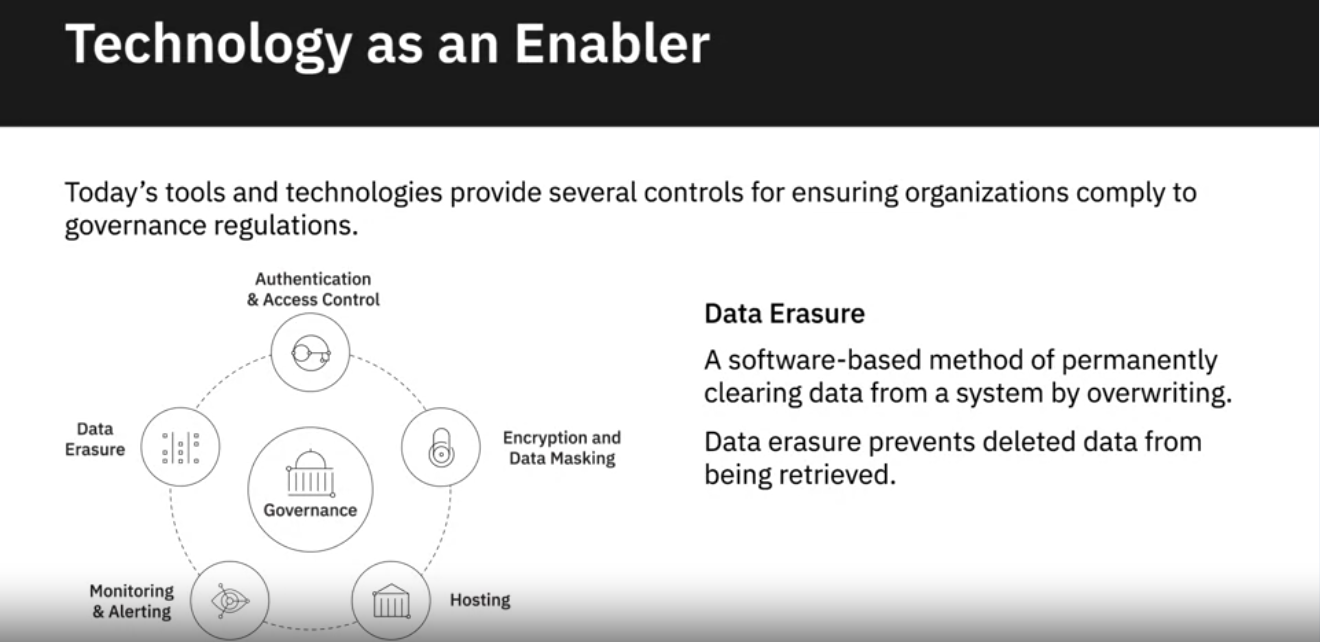 Technology as an Enabler
Today's tools and technologies provide several controls for ensuring organizations comply to
governance regulations.
Authentication
& Access Control
Data
Erasure
Encryption and
Data Masking
Governance
Monitoring
& Alerting
Hosting
Data Erasure
A software-based method of permanently
clearing data from a system by overwriting.
Data erasure prevents deleted data from
being retrieved.